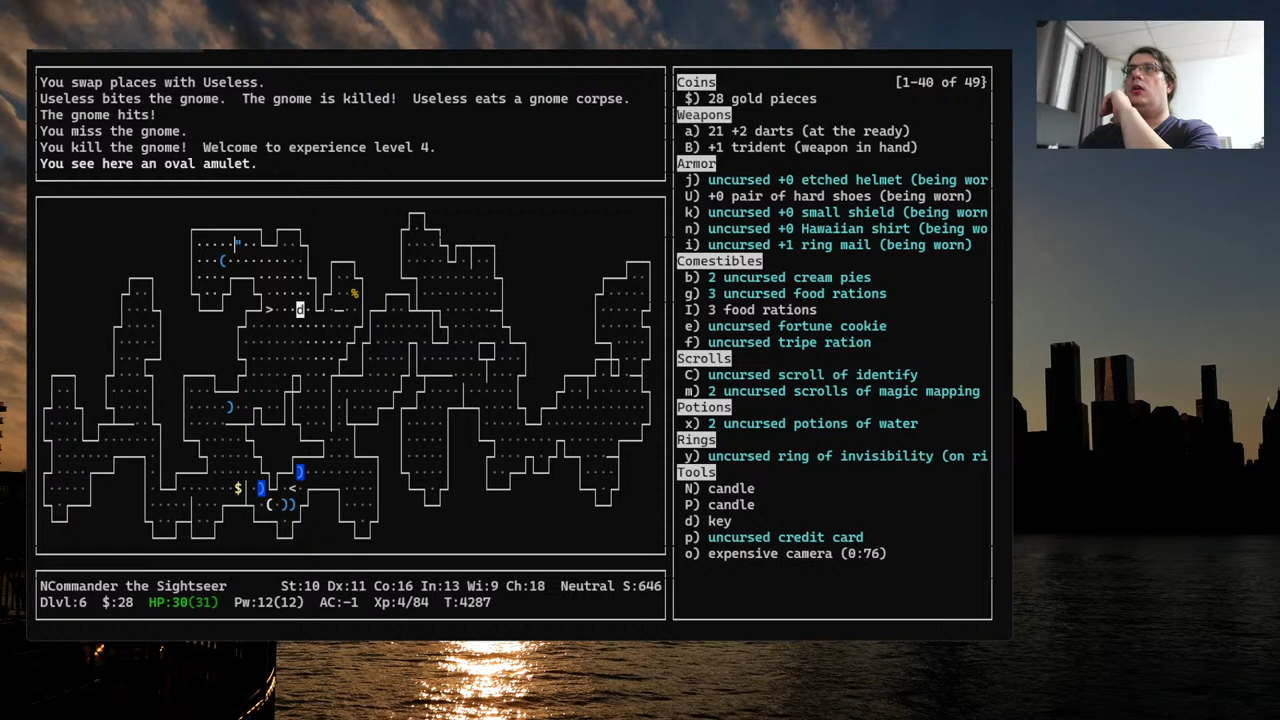 You swap places with Useless.
Useless bites the gnome.  The gnome is killed!  Useless eats a gnome corpse.
The gnome hits!
You miss the gnome.
You kill the gnome!  Welcome to experience level 4.
You see here an oval amulet.
NCommander the Sightseer St:10 Dx:11 Co:16 In:13 Wi:9 Ch:18 Neutral S:646
Dlvl:6 $:28 HP:30(31) Pw:12(12) AC:-1 Xp:4/84 T:4287
Coins [1-40 of 49}
$) 28 gold pieces
Weapons
a) 21 +2 darts (at the ready)
B) +1 trident (weapon in hand)
Armor
j) uncursed +0 etched helmet (being wor
U) +0 pair of hard shoes (being worn)
k) uncursed +0 small shield (being worn
n) uncursed +0 Hawaiian shirt (being wo
i) uncursed +1 ring mail (being worn)
Comestibles
b) 2 uncursed cream pies
g) 3 uncursed food rations
I) 3 food rations
e) uncursed fortune cookie
f) uncursed tripe ration
Scrolls
C) uncursed scroll of identify
m) 2 uncursed scrolls of magic mapping
Potions
x) 2 uncursed potions of water
Rings
y) uncursed ring of invisibility (on ri
Tools
N) candle
P) candle
d) key
p) uncursed credit card
o) expensive camera (0:76)